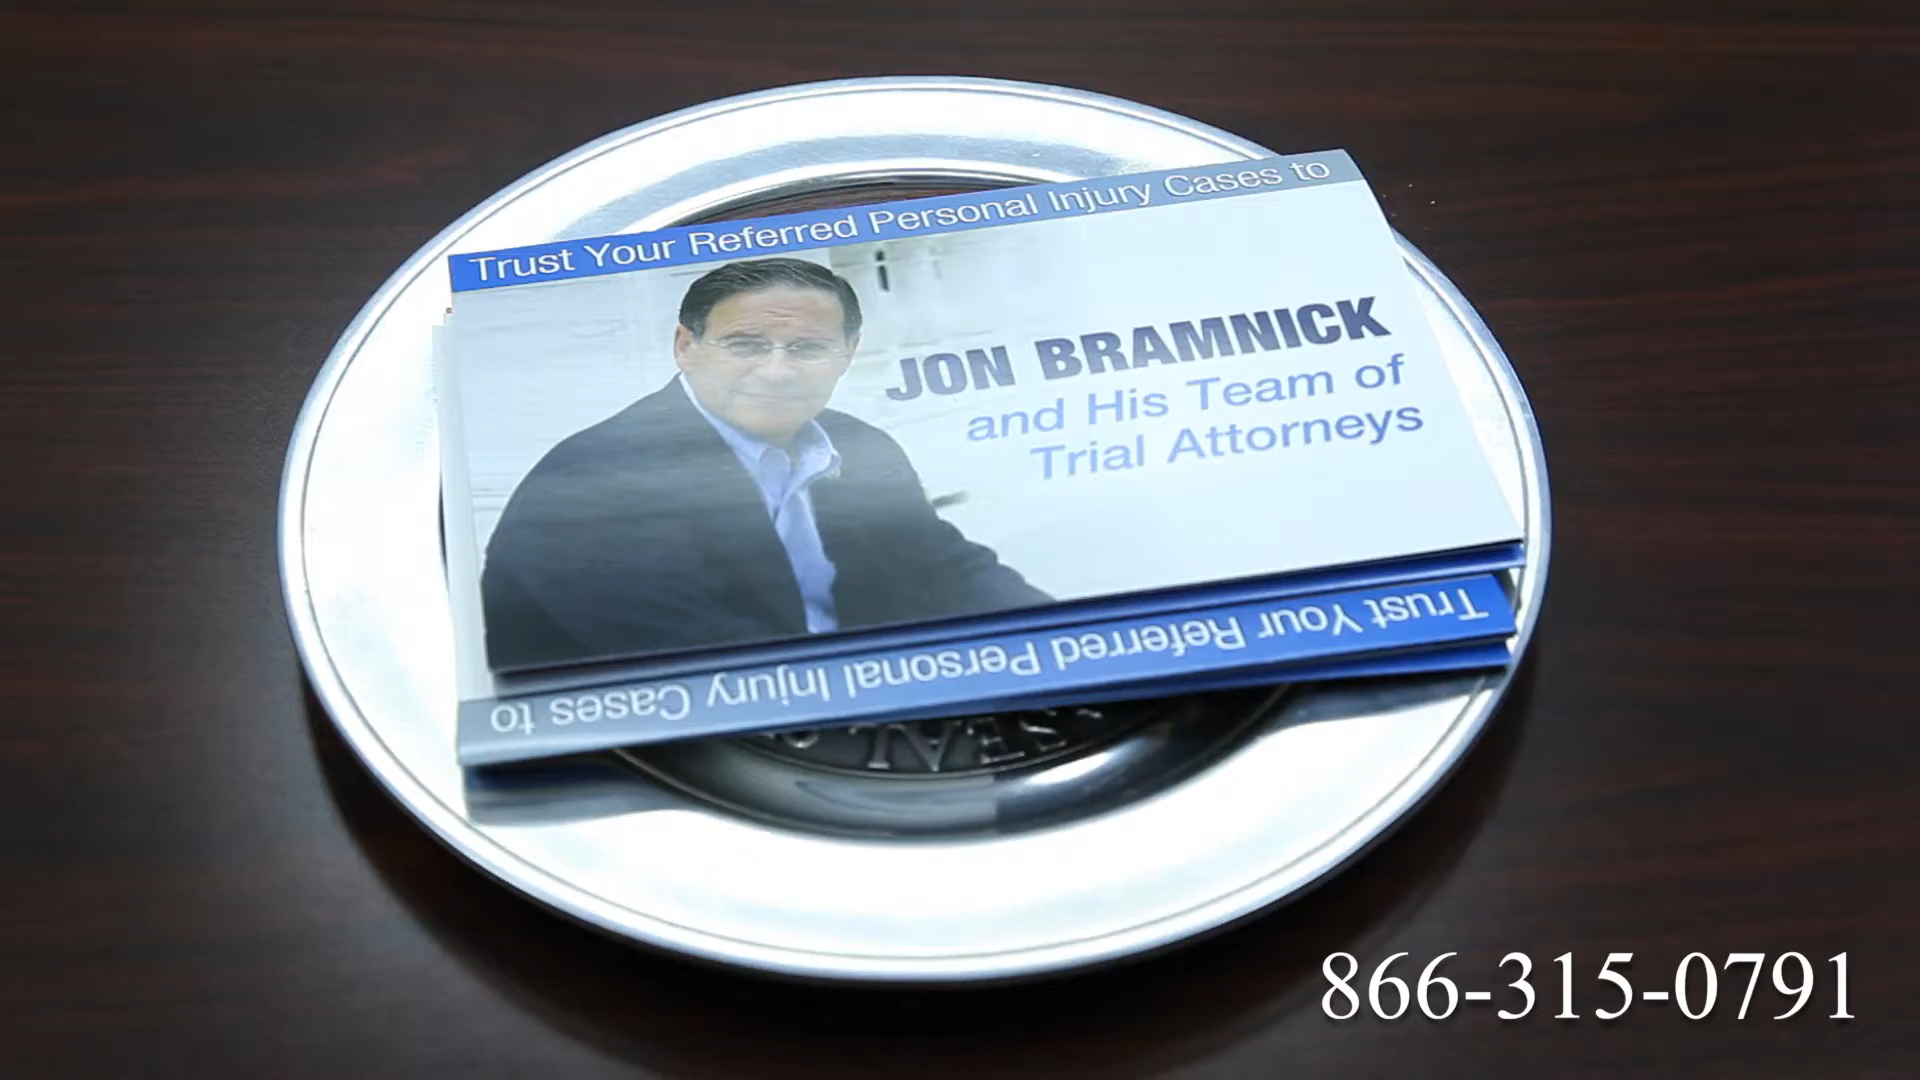 Trust Your Referred Personal Injury Cases to
JON BRAMNICK
and His Team of
Trial Attorneys
Trust Your Referred Personal Injury Cases to
866-315-0791